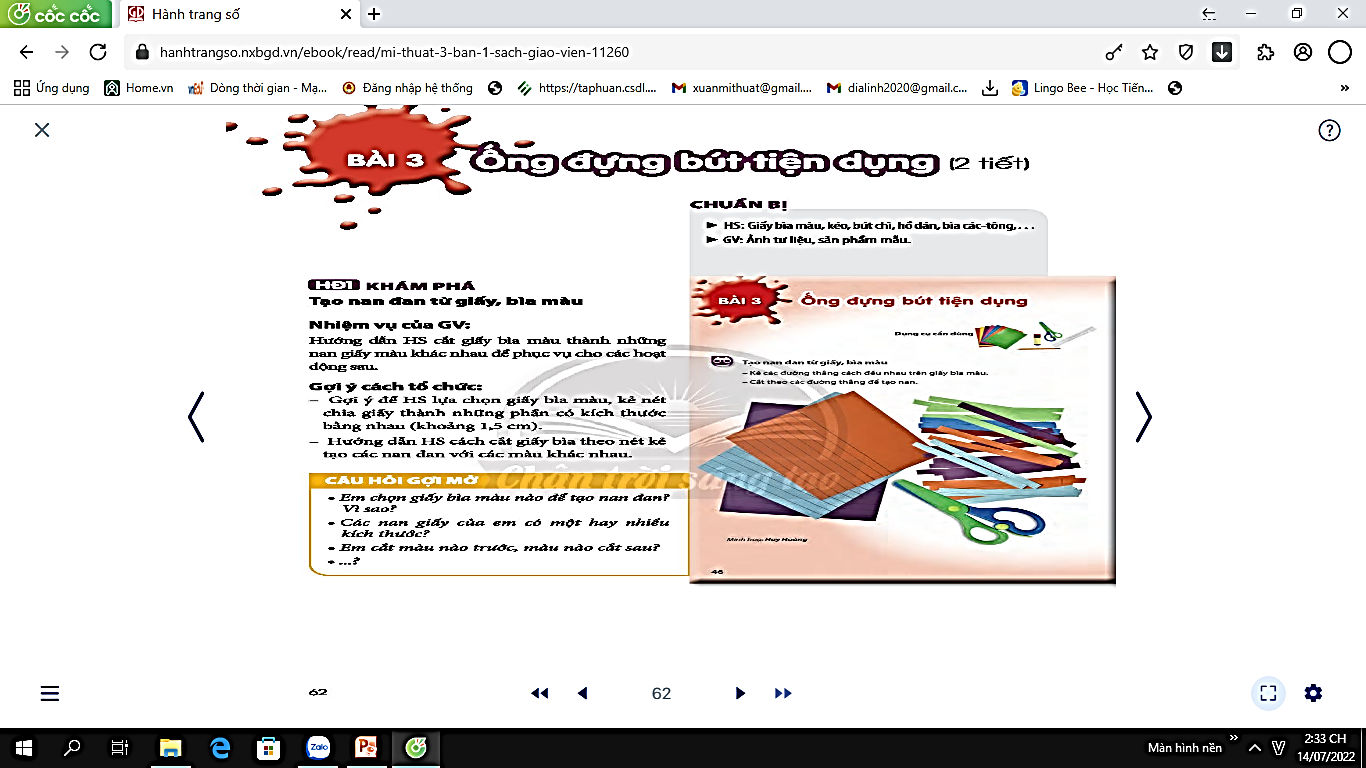 cốc cốc
Hành trang số
hanhtrangso.nxbgd.vn/ebook/read/mi-thuat-3-ban-1-sach-giao-vien-11260
Ứng dụng
Home.vn
Dòng thời gian - Mạ...
Đăng nhập hệ thống
https://taphuan.csdl....
xuanmithuat@gmail....
dialinh2020@gmail.c...
Lingo Bee - Học Tiến...
BÀI 3
Ống đựng bút tiện dụng (2 tiết)
CHUẨN BỊ
► HS: Giấy bìa màu, kéo, bút chì, hồ dán, bìa các-tông,...
► GV: Ảnh tư liệu, sản phẩm mẫu.
HĐ1 KHÁM PHÁ
Tạo nan đan từ giấy, bìa màu
Nhiệm vụ của GV:
Hướng dẫn HS cắt giấy bìa màu thành những
nan giấy màu khác nhau để phục vụ cho các hoạt
động sau.
Gợi ý cách tổ chức:
– Gợi ý để HS lựa chọn giấy bìa màu, kẻ nét
chia giấy thành những phần có kích thước
bằng nhau (khoảng 1,5 cm).
– Hướng dẫn HS cách cắt giấy bìa theo nét kẻ
tạo các nan đan với các màu khác nhau.
CÂU HỎI GỢI MỞ
• Em chọn giấy bìa màu nào để tạo nan đan?
Vì sao?
• Các nan giấy của em có một hay nhiều
kích thước?
• Em cắt màu nào trước, màu nào cắt sau?
• ...?
BÀI 3
Ống đựng bút tiện dụng
Dụng cụ cần dùng
Tạo nan đan từ giấy, bìa màu
– Kẻ các đường thẳng cách đều nhau trên giấy bìa màu.
– Cắt theo các đường thẳng để tạo nan.
Chân trời sáng tạo
Minh hoạ: Huy Hoàng
46
62
62
Zalo
Màn hình nền
2:33 CH
14/07/2022